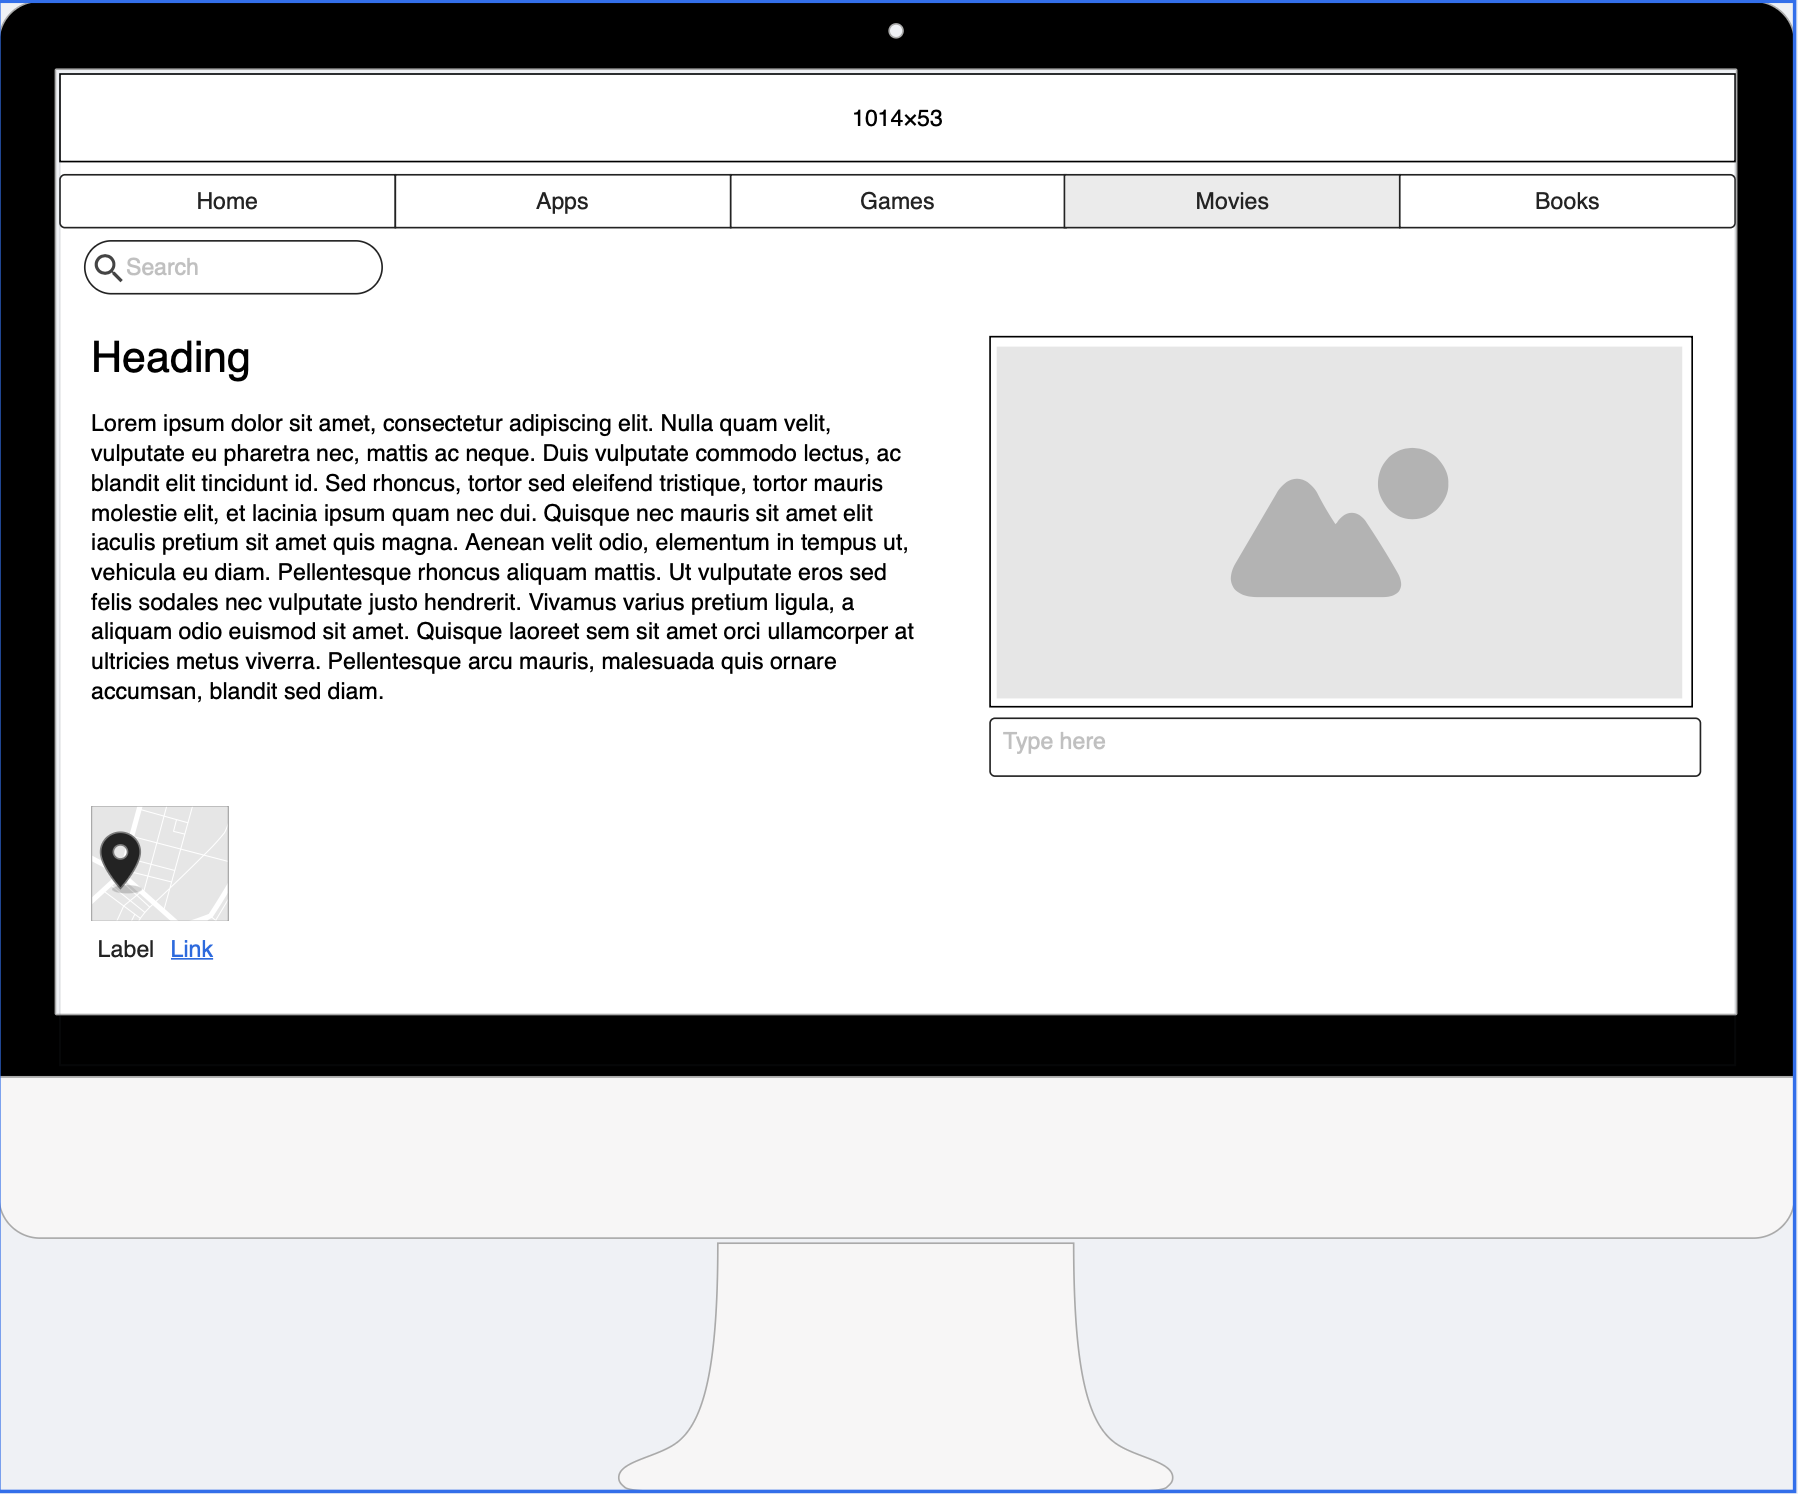 1014×53
Home Apps Games Movies Books
Search
Heading
Lorem ipsum dolor sit amet, consectetur adipiscing elit. Nulla quam velit,
vulputate eu pharetra nec, mattis ac neque. Duis vulputate commodo lectus, ac
blandit elit tincidunt id. Sed rhoncus, tortor sed eleifend tristique, tortor mauris
molestie elit, et lacinia ipsum quam nec dui. Quisque nec mauris sit amet elit
iaculis pretium sit amet quis magna. Aenean velit odio, elementum in tempus ut,
vehicula eu diam. Pellentesque rhoncus aliquam mattis. Ut vulputate eros sed
felis sodales nec vulputate justo hendrerit. Vivamus varius pretium ligula, a
aliquam odio euismod sit amet. Quisque laoreet sem sit amet orci ullamcorper at
ultricies metus viverra. Pellentesque arcu mauris, malesuada quis ornare
accumsan, blandit sed diam.
Type here
Label Link